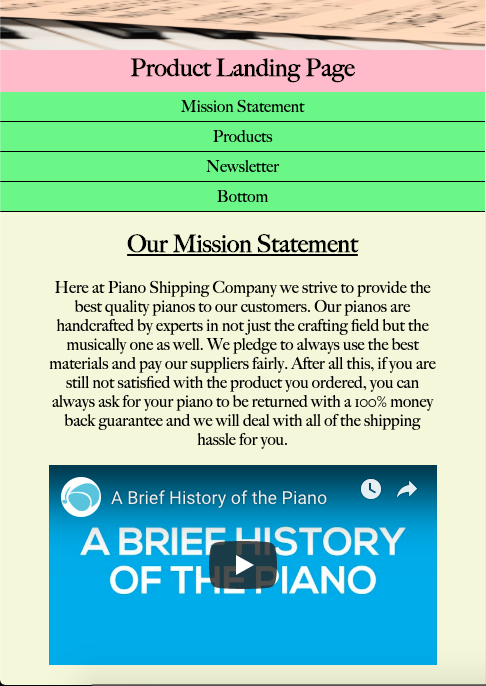 Product Landing Page
Mission Statement
Products
Newsletter
Bottom
Our Mission Statement
Here at Piano Shipping Company we strive to provide the
best quality pianos to our customers. Our pianos are
handcrafted by experts in not just the crafting field but the
musically one as well. We pledge to always use the best
materials and pay our suppliers fairly. After all this, if you are
still not satisfied with the product you ordered, you can
always ask for your piano to be returned with a 100% money
back guarantee and we will deal with all of the shipping
hassle for you.
A Brief History of the Piano
A BRIEF HISTORY
OF THE PIANO